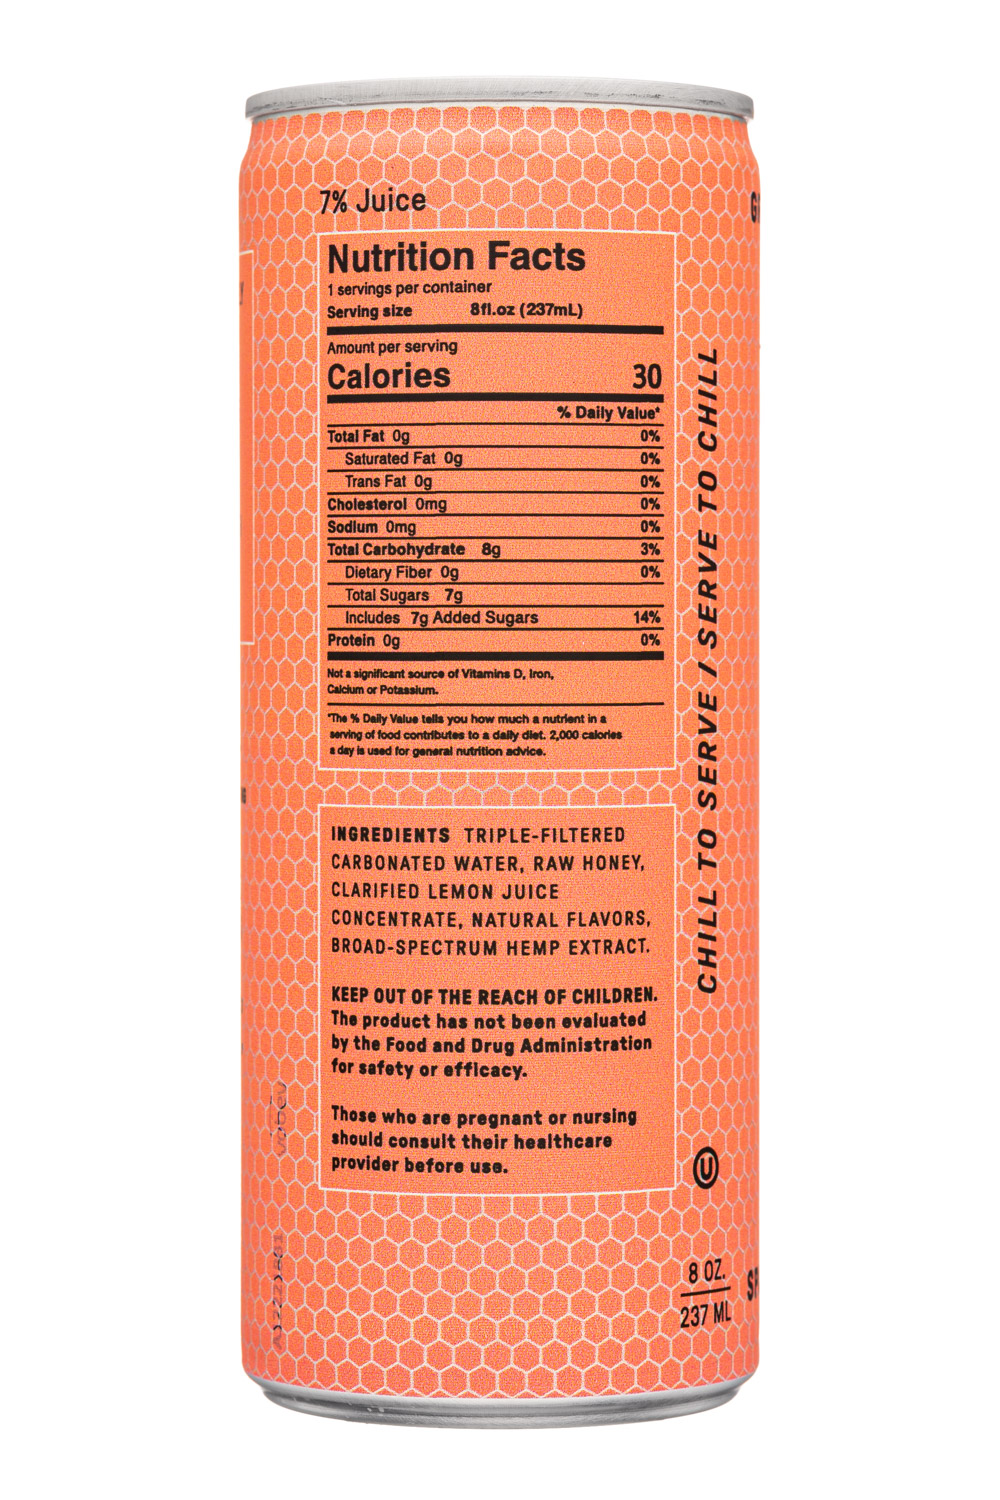 7% Juice
Nutrition Facts
1 servings per container
Serving size 8fl.oz (237mL)
Amount per serving
Calories 30
% Daily Value*
Total Fat 0g 0%
Saturated Fat 0g 0%
Trans Fat 0g 0%
Cholesterol 0mg 0%
Sodium 0mg 0%
Total Carbohydrate 8g 3%
Dietary Fiber 0g 0%
Total Sugars 7g
Includes 7g Added Sugars 14%
Protein 0g 0%
Not a significant source of Vitamins D, Iron,
Calcium or Potassium.
*The % Daily Value tells you how much a nutrient in a
serving of food contributes to a daily diet. 2,000 calories
a day is used for general nutrition advice.
INGREDIENTS TRIPLE-FILTERED
CARBONATED WATER, RAW HONEY,
CLARIFIED LEMON JUICE
CONCENTRATE, NATURAL FLAVORS,
BROAD-SPECTRUM HEMP EXTRACT.
KEEP OUT OF THE REACH OF CHILDREN.
The product has not been evaluated
by the Food and Drug Administration
for safety or efficacy.
Those who are pregnant or nursing
should consult their healthcare
provider before use.
CHILL TO SERVE / SERVE TO CHILL
U
8 OZ.
237 ML